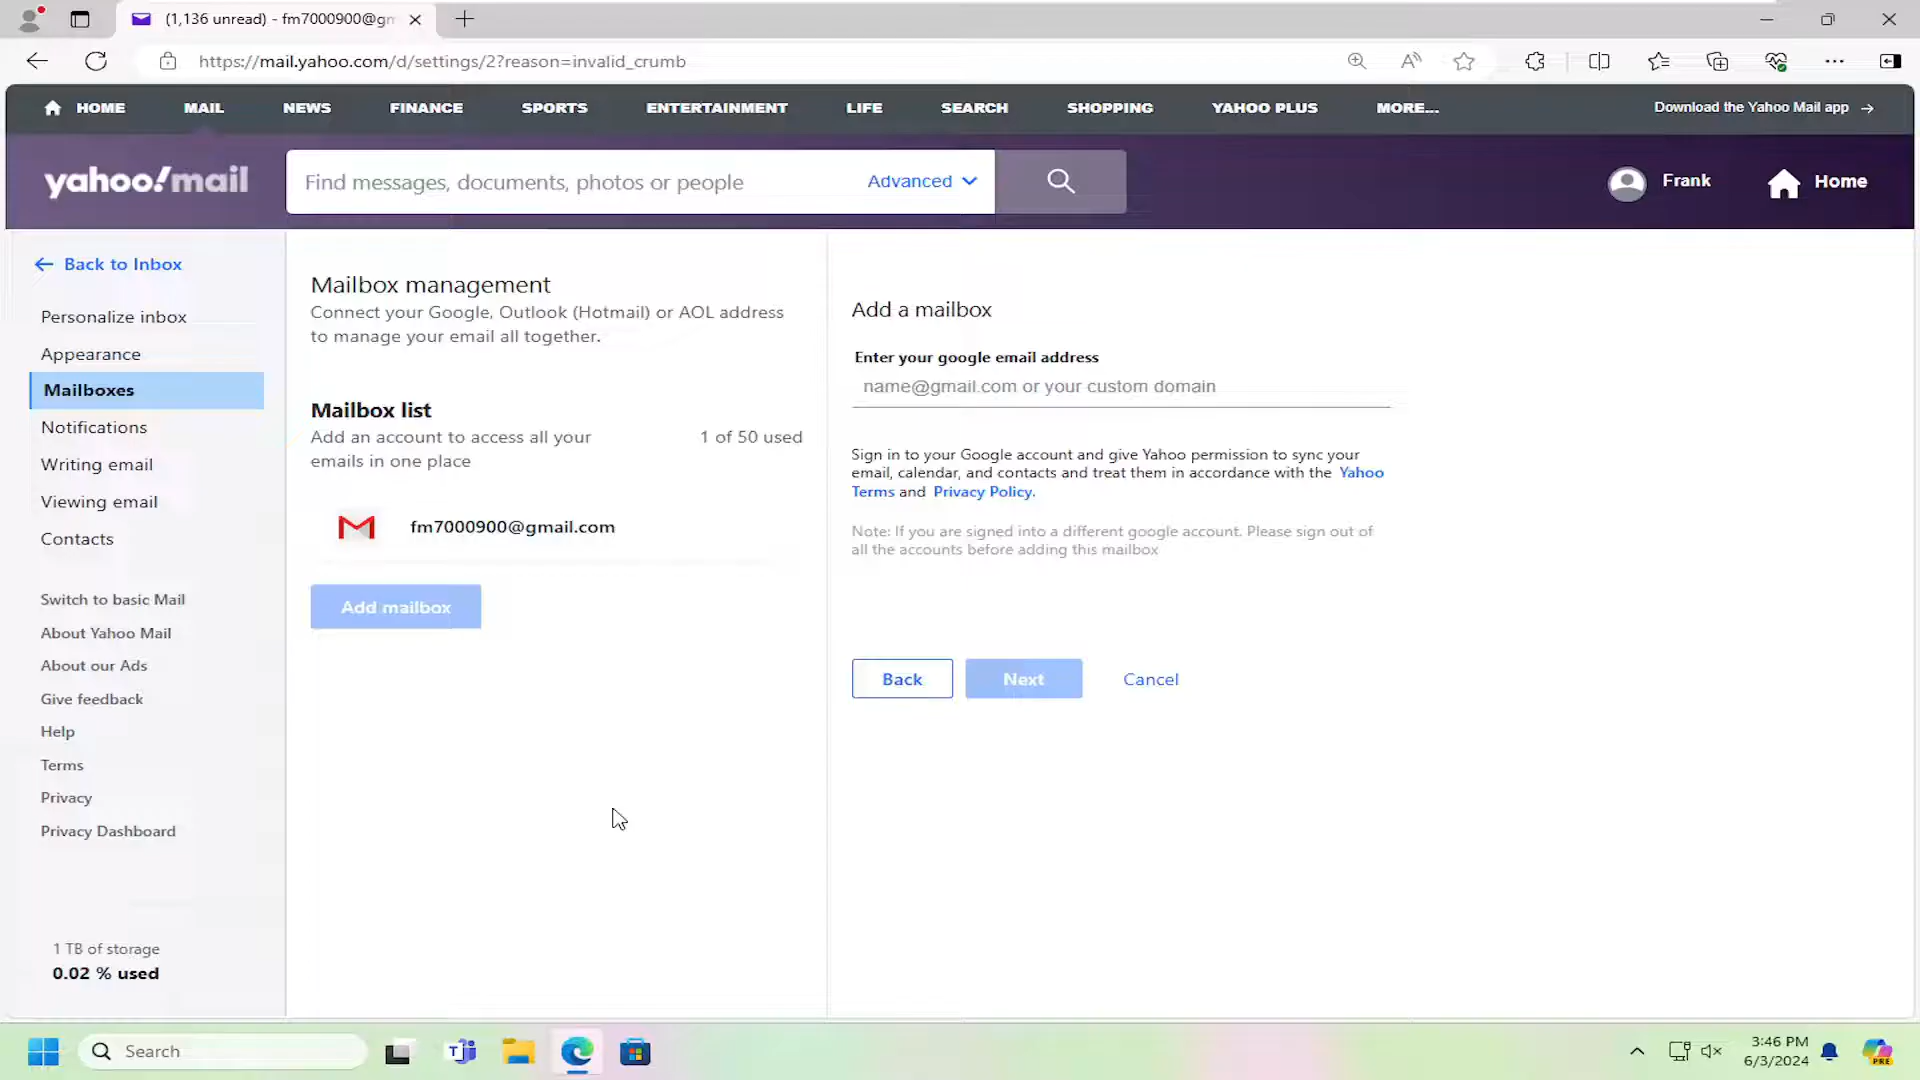 (1,136 unread) - fm7000900@gm
https://mail.yahoo.com/d/settings/2?reason=invalid_crumb
HOME MAIL NEWS FINANCE SPORTS ENTERTAINMENT LIFE SEARCH SHOPPING YAHOO PLUS MORE... Download the Yahoo Mail app →
yahoo!mail
Find messages, documents, photos or people
Advanced
Frank
Home
Back to Inbox
Personalize inbox
Appearance
Mailboxes
Notifications
Writing email
Viewing email
Contacts
Switch to basic Mail
About Yahoo Mail
About our Ads
Give feedback
Help
Terms
Privacy
Privacy Dashboard
1 TB of storage
0.02 % used
Mailbox management
Connect your Google, Outlook (Hotmail) or AOL address
to manage your email all together.
Mailbox list
Add an account to access all your
emails in one place
1 of 50 used
fm7000900@gmail.com
Add mailbox
Add a mailbox
Enter your google email address
name@gmail.com or your custom domain
Sign in to your Google account and give Yahoo permission to sync your
email, calendar, and contacts and treat them in accordance with the Yahoo
Terms and Privacy Policy.
Note: If you are signed into a different google account. Please sign out of
all the accounts before adding this mailbox
Back
Next
Cancel
Search
3:46 PM
6/3/2024
PRE